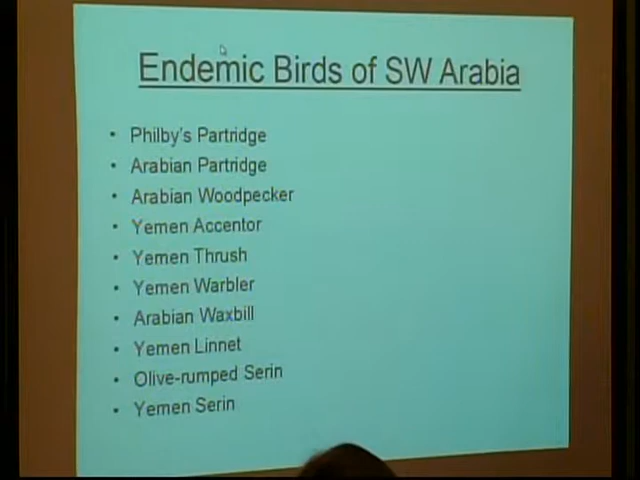 Endemic Birds of SW Arabia
• Philby's Partridge
• Arabian Partridge
• Arabian Woodpecker
• Yemen Accentor
• Yemen Thrush
• Yemen Warbler
• Arabian Waxbill
• Yemen Linnet
• Olive-rumped Serin
• Yemen Serin